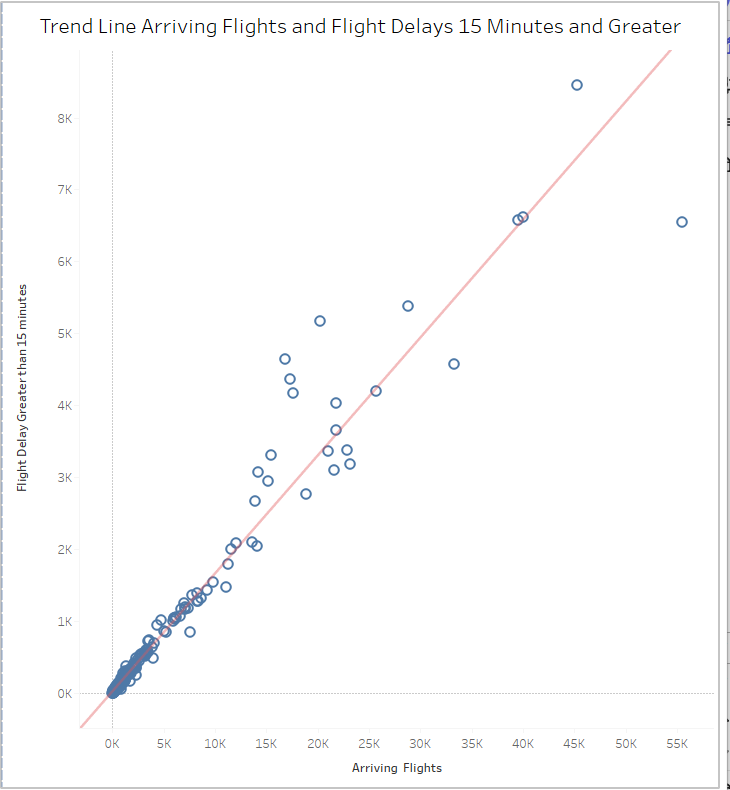 Trend Line Arriving Flights and Flight Delays 15 Minutes and Greater
Flight Delay Greater than 15 minutes
8K
7K
6K
5K
4K
3K
2K
1K
0K
0K 5K 10K 15K 20K 25K 30K 35K 40K 45K 50K 55K
Arriving Flights